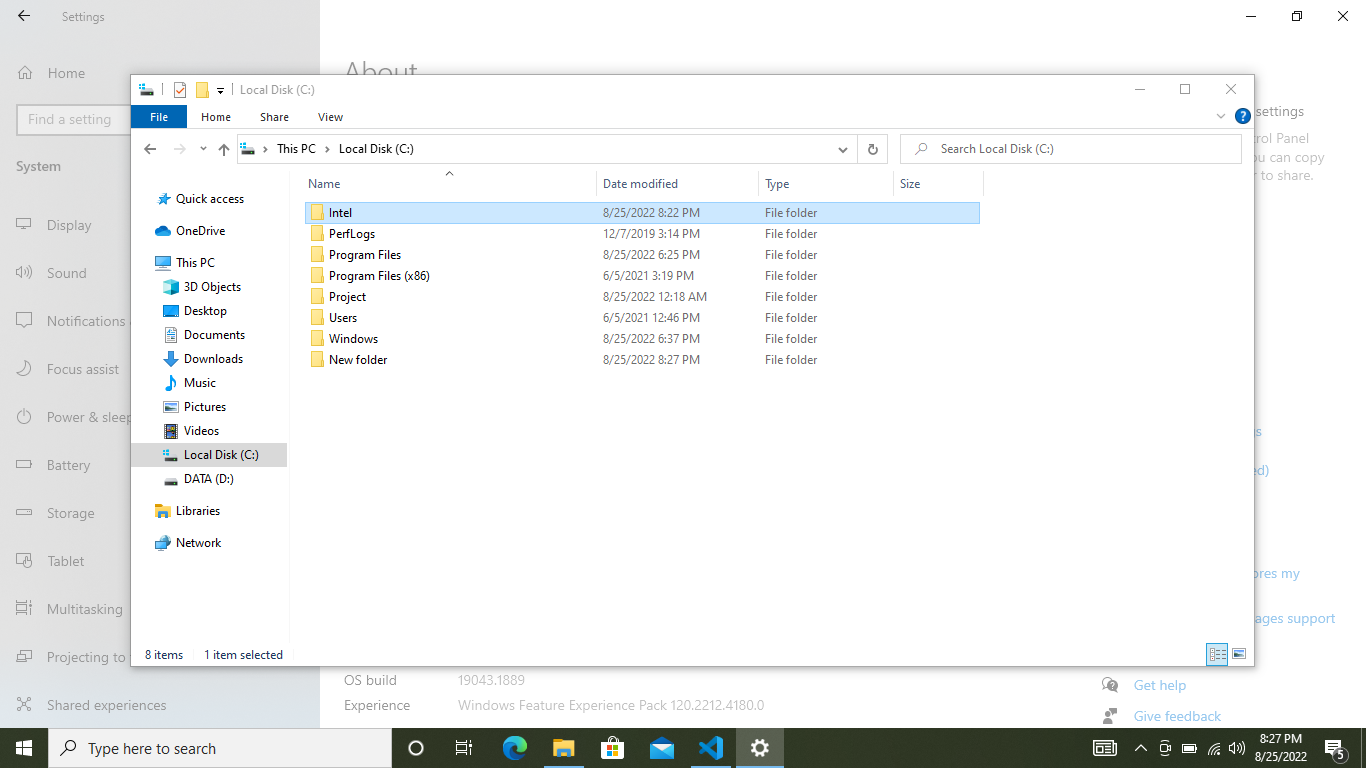 Settings
Home
Find a setting
System
Display
Sound
Notifications
Focus assist
Power & sleep
Battery
Storage
Tablet
Multitasking
Projecting to
Shared experiences
About
Local Disk (C:)
File Home Share View
This PC Local Disk (C:)
Search Local Disk (C:)
Quick access
OneDrive
This PC
3D Objects
Desktop
Documents
Downloads
Music
Pictures
Videos
Local Disk (C:)
DATA (D:)
Libraries
Network
Name Date modified Type Size
Intel 8/25/2022 8:22 PM File folder
PerfLogs 12/7/2019 3:14 PM File folder
Program Files 8/25/2022 6:25 PM File folder
Program Files (x86) 6/5/2021 3:19 PM File folder
Project 8/25/2022 12:18 AM File folder
Users 6/5/2021 12:46 PM File folder
Windows 8/25/2022 6:37 PM File folder
New folder 8/25/2022 8:27 PM File folder
8 items 1 item selected
settings
rol Panel
ou can copy
to share.
ed)
ores my
ages support
OS build 19043.1889
Experience Windows Feature Experience Pack 120.2212.4180.0
Get help
Give feedback
Type here to search
8:27 PM
8/25/2022
5